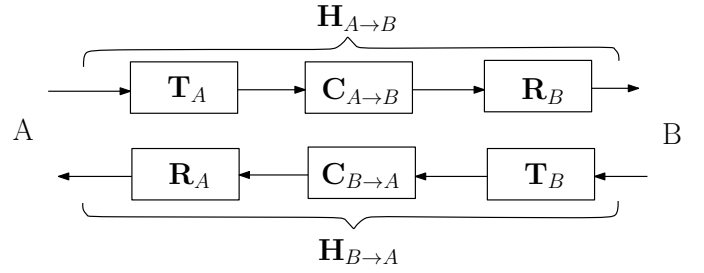 H_{A→B}
T_A C_{A→B} R_B
A B
R_A C_{B→A} T_B
H_{B→A}